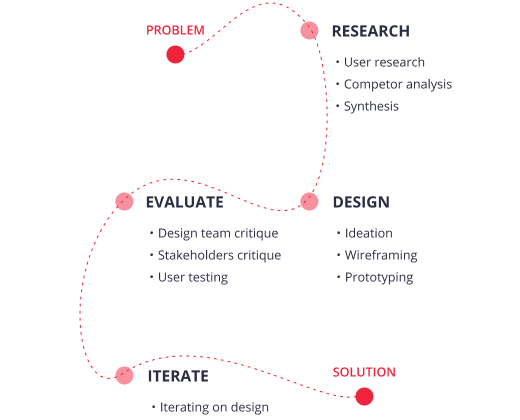 PROBLEM
RESEARCH
• User research
• Competor analysis
• Synthesis
EVALUATE
• Design team critique
• Stakeholders critique
• User testing
DESIGN
• Ideation
• Wireframing
• Prototyping
ITERATE
• Iterating on design
SOLUTION